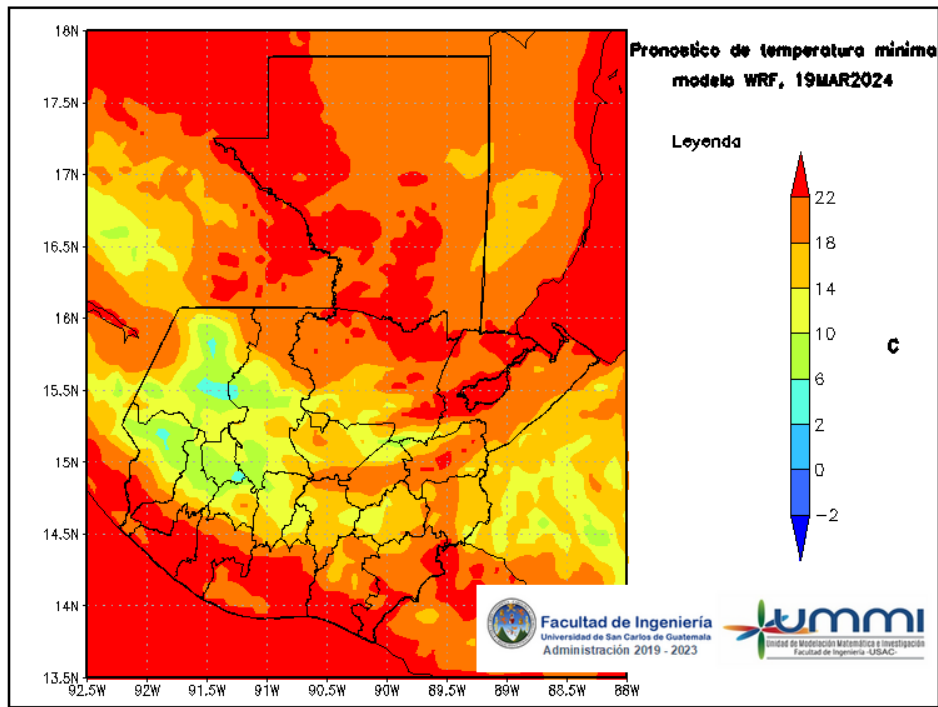 Pronostico de temperatura minima
modelo WRF, 19MAR2024
Leyenda
22
18
14
10
6
2
0
-2
C
18N
17.5N
17N
16.5N
16N
15.5N
15N
14.5N
14N
13.5N
92.5W
92W
91.5W
91W
90.5W
90W
89.5W
89W
88.5W
88W
Facultad de Ingeniería
Universidad de San Carlos de Guatemala
Administración 2019 - 2023
UMMI
Unidad de Modelación Matemática e Investigación
Facultad de Ingeniería -USAC-